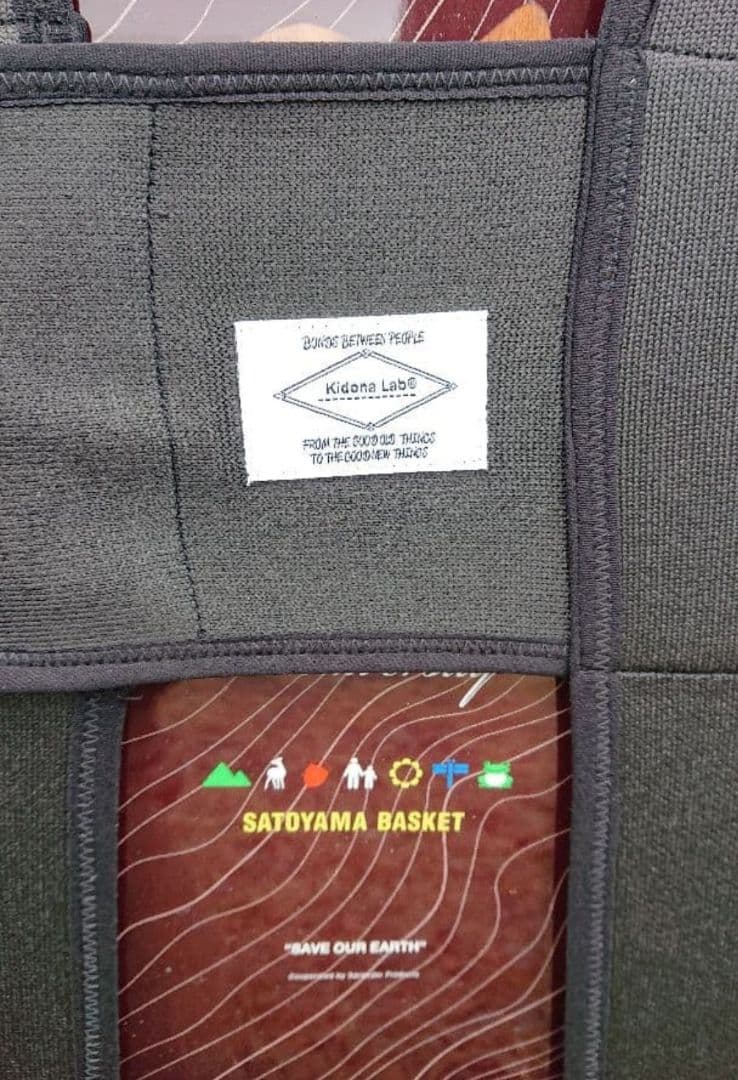 BONDS BETWEEN PEOPLE
Kidona Lab®
FROM THE GOOD OLD THINGS
TO THE GOOD NEW THINGS
SATOYAMA BASKET
"SAVE OUR EARTH"